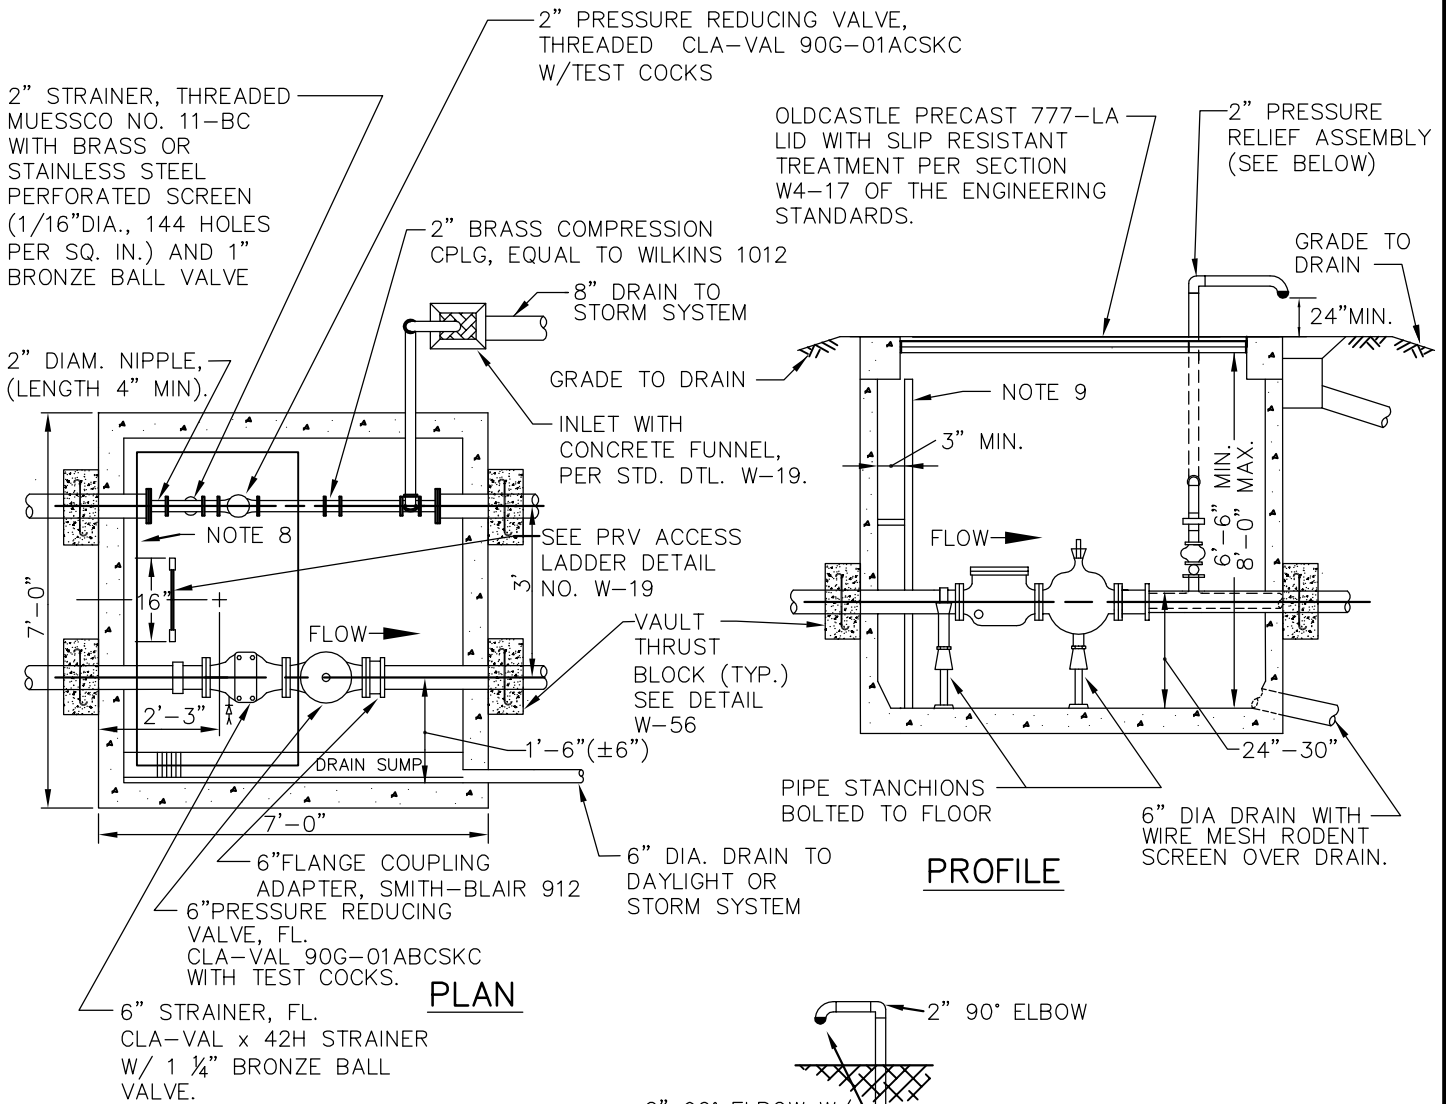 2” PRESSURE REDUCING VALVE,
THREADED CLA-VAL 90G-01ACSKC
W/TEST COCKS
2” STRAINER, THREADED
MUESSCO NO. 11-BC
WITH BRASS OR
STAINLESS STEEL
PERFORATED SCREEN
(1/16”DIA., 144 HOLES
PER SQ. IN.) AND 1”
BRONZE BALL VALVE
OLDCASTLE PRECAST 777-LA
LID WITH SLIP RESISTANT
TREATMENT PER SECTION
W4-17 OF THE ENGINEERING
STANDARDS.
2” PRESSURE
RELIEF ASSEMBLY
(SEE BELOW)
2” BRASS COMPRESSION
CPLG, EQUAL TO WILKINS 1012
GRADE TO
DRAIN
8” DRAIN TO
STORM SYSTEM
24”MIN.
2” DIAM. NIPPLE,
(LENGTH 4” MIN).
GRADE TO DRAIN
NOTE 9
INLET WITH
CONCRETE FUNNEL,
PER STD. DTL. W-19.
3” MIN.
6’-6” MIN.
8’-0” MAX.
NOTE 8
SEE PRV ACCESS
LADDER DETAIL
NO. W-19
FLOW
3’
7’-0”
16”
FLOW
VAULT
THRUST
BLOCK (TYP.)
SEE DETAIL
W-56
2’-3”
1’-6”(±6”)
24”-30”
DRAIN SUMP
PIPE STANCHIONS
BOLTED TO FLOOR
7’-0”
6” DIA DRAIN WITH
WIRE MESH RODENT
SCREEN OVER DRAIN.
6”FLANGE COUPLING
ADAPTER, SMITH-BLAIR 912
6” DIA. DRAIN TO
DAYLIGHT OR
STORM SYSTEM
PROFILE
6”PRESSURE REDUCING
VALVE, FL.
CLA-VAL 90G-01ABCSKC
WITH TEST COCKS.
PLAN
6” STRAINER, FL.
CLA-VAL x 42H STRAINER
W/ 1 ¼” BRONZE BALL
VALVE.
2” 90° ELBOW
90° ELBOW W/